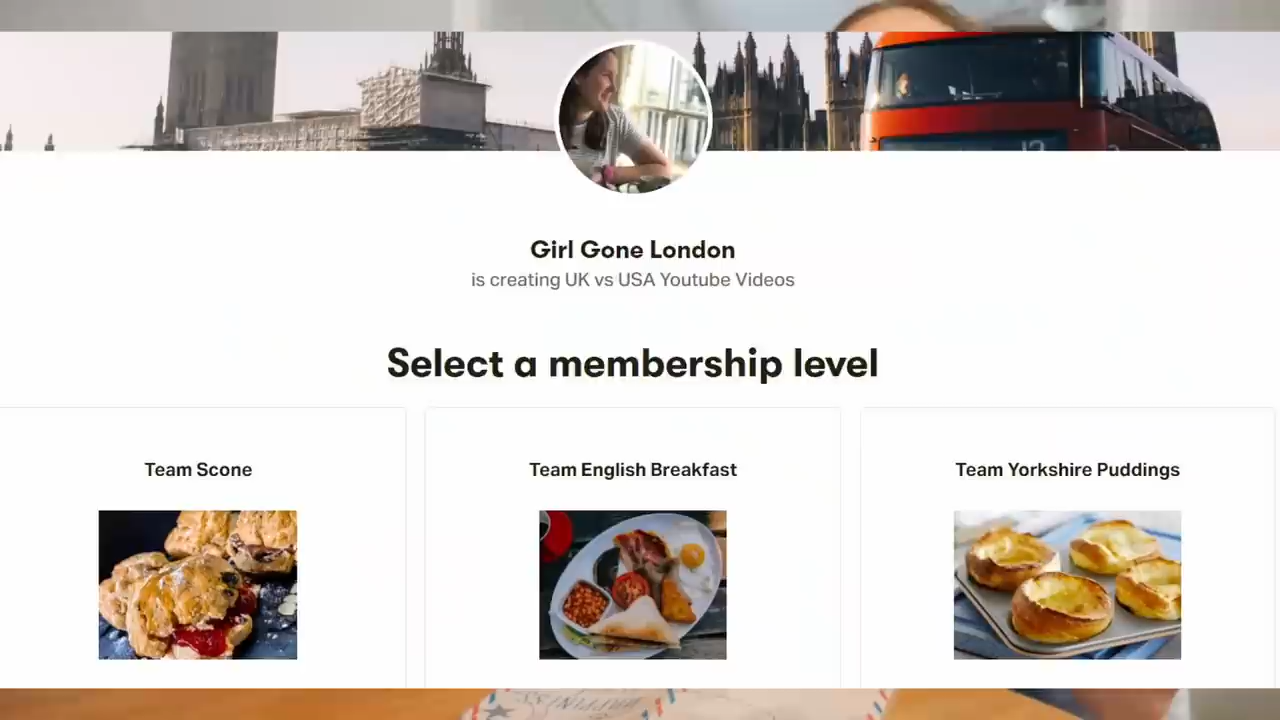 Girl Gone London
is creating UK vs USA Youtube Videos
Select a membership level
Team Scone
Team English Breakfast
Team Yorkshire Puddings